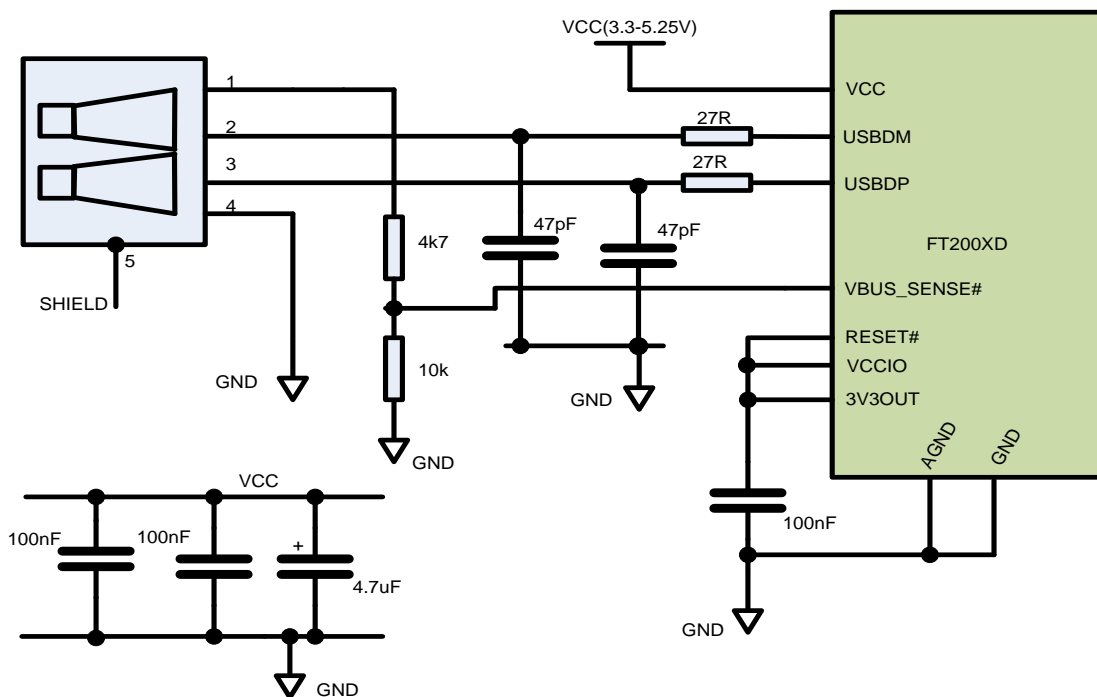 VCC(3.3-5.25V)
1
VCC
27R
2
USBDM
27R
3
USBDP
4
47pF
47pF
4k7
FT200XD
5
VBUS_SENSE#
SHIELD
RESET#
VCCIO
10k
GND
3V3OUT
GND
AGND
GND
GND
VCC
100nF
100nF
100nF
+
4.7uF
GND
GND